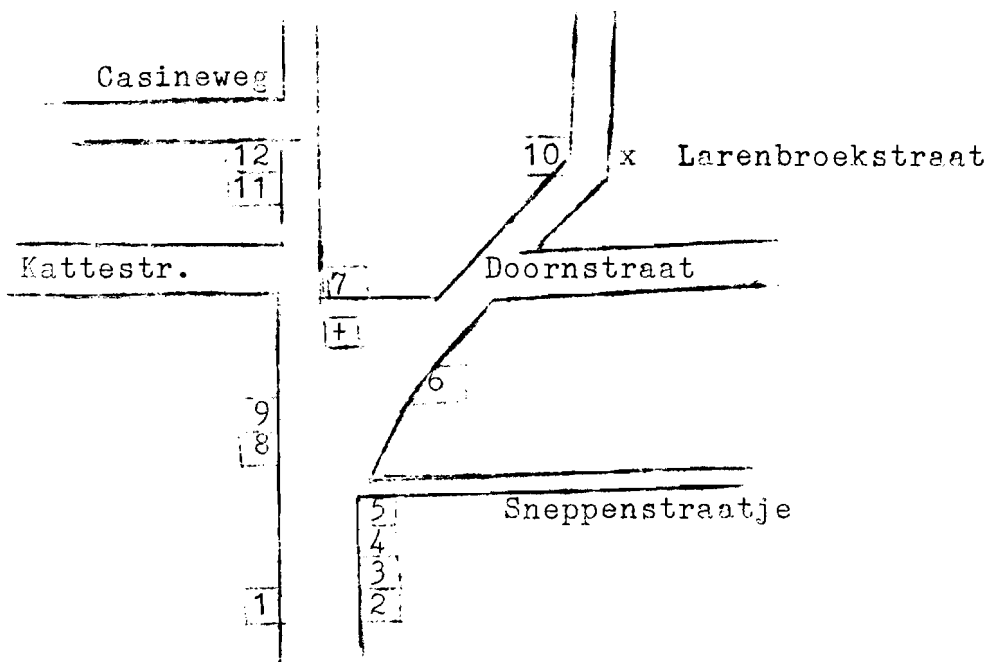 Casineweg
12
10 x Larenbroekstraat
11
Kattestr. 7 Doornstraat
+
6
9
8
5 Sneppenstraatje
4
3
1 2